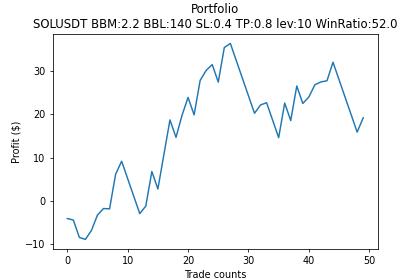 Portfolio
SOLUSDT BBM:2.2 BBL:140 SL:0.4 TP:0.8 lev:10 WinRatio:52.0
Profit ($)
30
20
10
0
−10
0 10 20 30 40 50
Trade counts